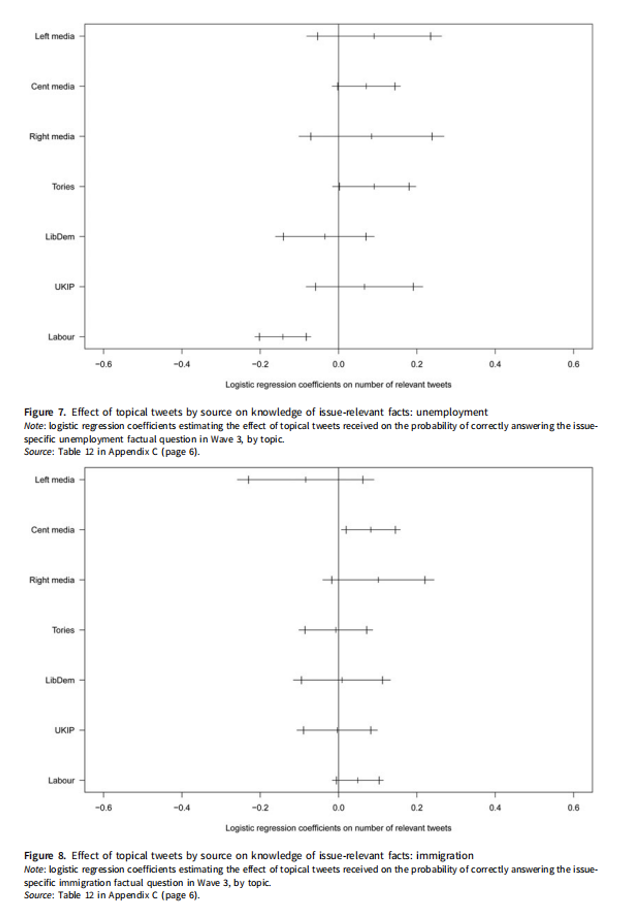 Left media
Cent media
Right media
Tories
LibDem
UKIP
Labour
−0.6 −0.4 −0.2 0.0 0.2 0.4 0.6
Logistic regression coefficients on number of relevant tweets
Figure 7. Effect of topical tweets by source on knowledge of issue-relevant facts: unemployment
Note: logistic regression coefficients estimating the effect of topical tweets received on the probability of correctly answering the issue-
specific unemployment factual question in Wave 3, by topic.
Source: Table 12 in Appendix C (page 6).
Left media
Cent media
Right media
Tories
LibDem
UKIP
Labour
−0.6 −0.4 −0.2 0.0 0.2 0.4 0.6
Logistic regression coefficients on number of relevant tweets
Figure 8. Effect of topical tweets by source on knowledge of issue-relevant facts: immigration
Note: logistic regression coefficients estimating the effect of topical tweets received on the probability of correctly answering the issue-
specific immigration factual question in Wave 3, by topic.
Source: Table 12 in Appendix C (page 6).